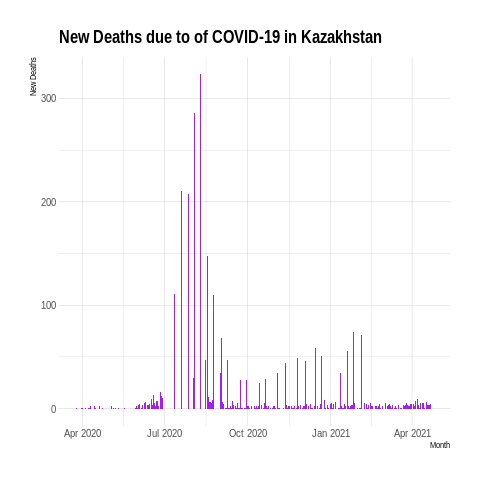 New Deaths due to of COVID-19 in Kazakhstan
New Deaths
300
200
100
0
Apr 2020 Jul 2020 Oct 2020 Jan 2021 Apr 2021
Month